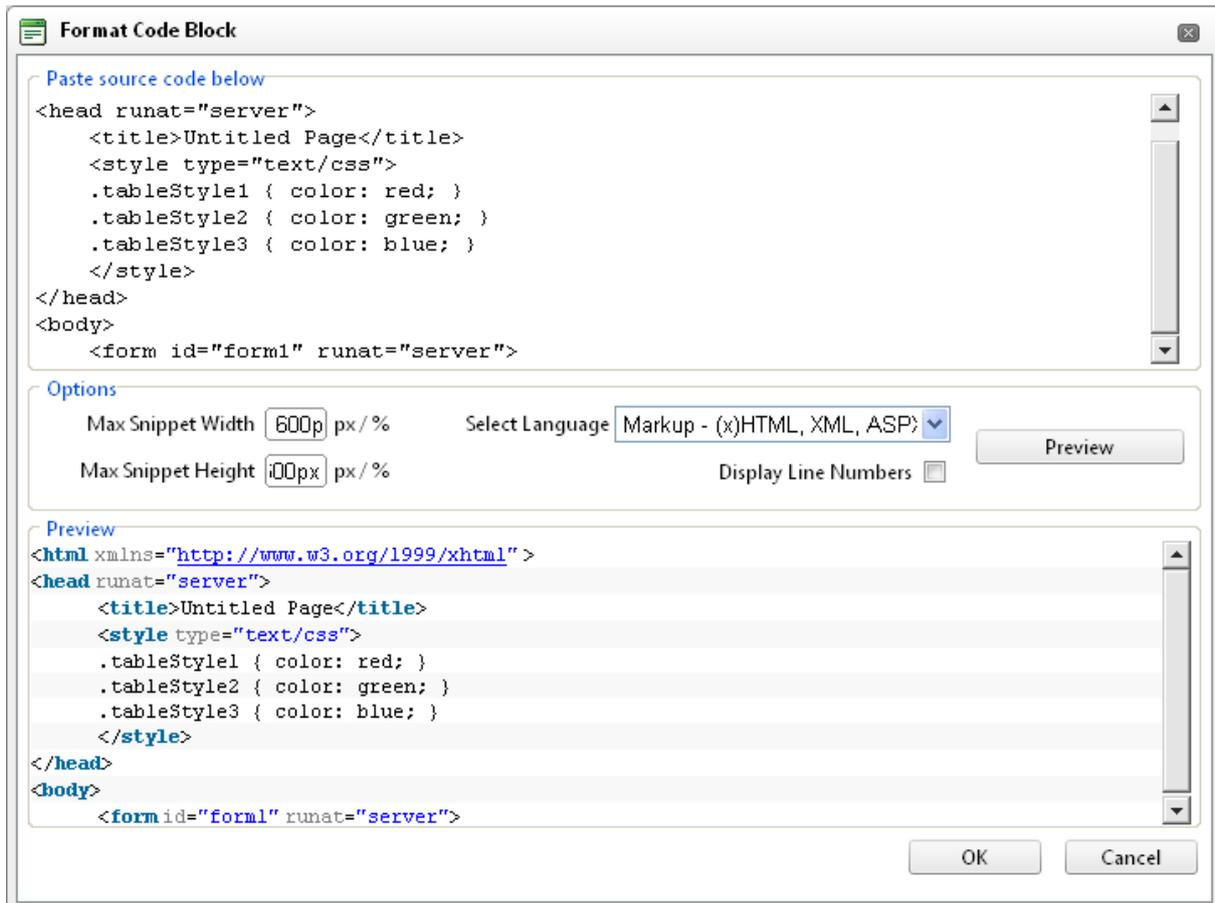 Format Code Block
Paste source code below
<head runat="server">
    <title>Untitled Page</title>
    <style type="text/css">
    .tableStyle1 { color: red; }
    .tableStyle2 { color: green; }
    .tableStyle3 { color: blue; }
    </style>
</head>
<body>
    <form id="form1" runat="server">
Options
Max Snippet Width 600p px / % Select Language Markup - (x)HTML, XML, ASP
Preview
Max Snippet Height 00px px / % Display Line Numbers
Preview
<html xmlns="http://www.w3.org/1999/xhtml" >
<head runat="server">
    <title>Untitled Page</title>
    <style type="text/css">
    .tableStyle1 { color: red; }
    .tableStyle2 { color: green; }
    .tableStyle3 { color: blue; }
    </style>
</head>
<body>
    <form id="form1" runat="server">
OK Cancel